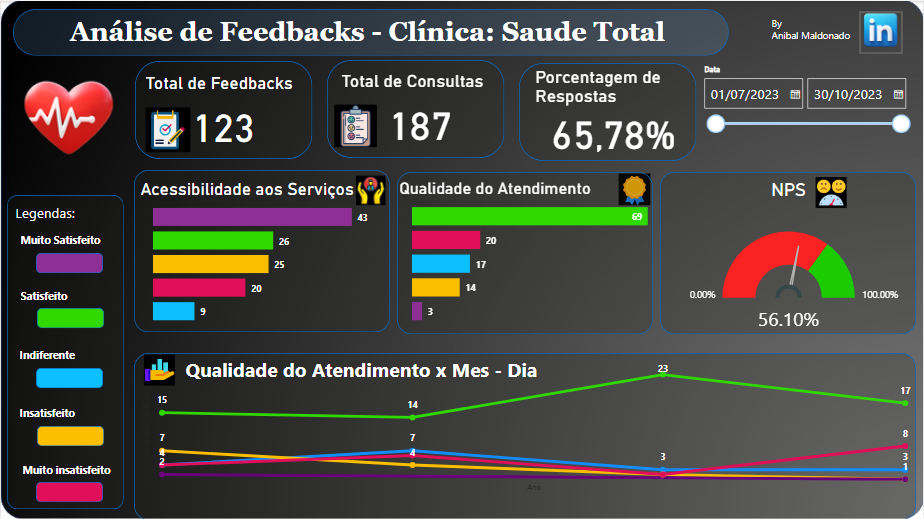 Análise de Feedbacks - Clínica: Saude Total
By
Anibal Maldonado
in
Total de Feedbacks
123
Total de Consultas
187
Porcentagem de
Respostas
65,78%
Data
01/07/2023
30/10/2023
Legendas:
Muito Satisfeito
Satisfeito
Indiferente
Insatisfeito
Muito insatisfeito
Acessibilidade aos Serviços
43
26
25
20
9
Qualidade do Atendimento
69
20
17
14
3
NPS
0.00%
100.00%
56.10%
Qualidade do Atendimento x Mes - Dia
15
14
23
17
7
7
8
4
4
3
3
2
1
Ano